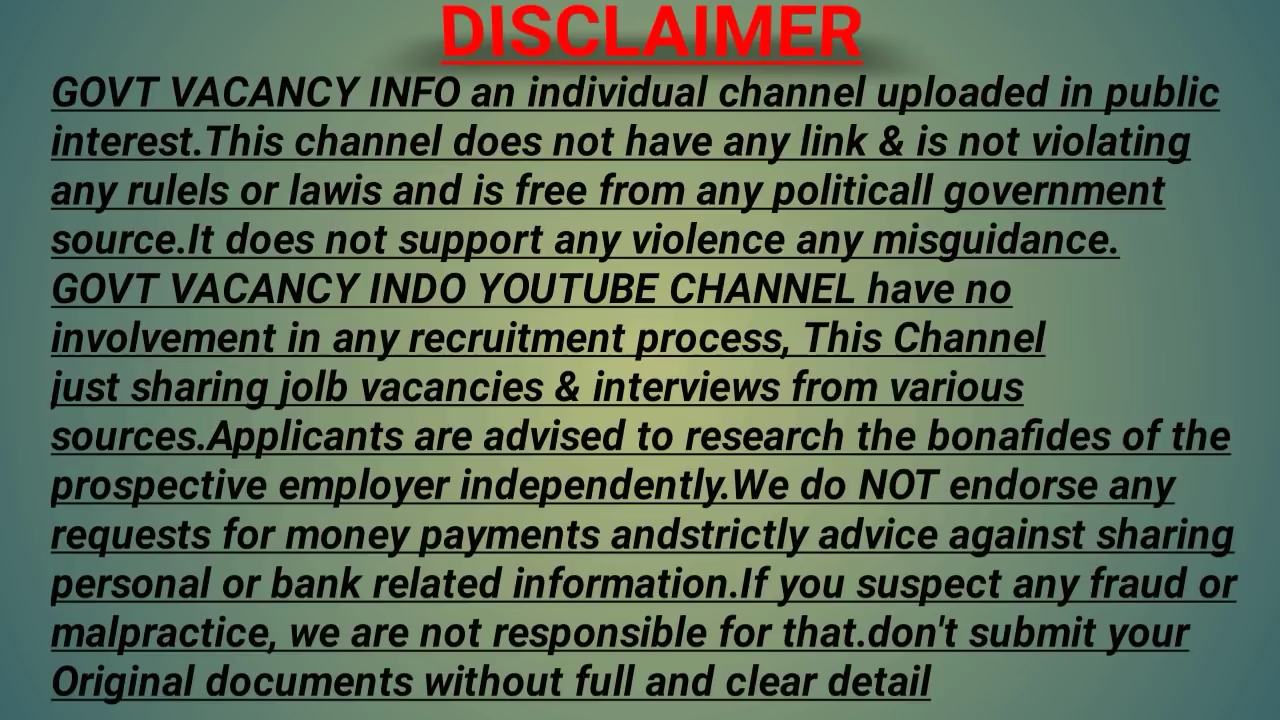 DISCLAIMER
GOVT VACANCY INFO an individual channel uploaded in public
interest.This channel does not have any link & is not violating
any rulels or lawis and is free from any politicall government
source.It does not support any violence any misguidance.
GOVT VACANCY INDO YOUTUBE CHANNEL have no
involvement in any recruitment process, This Channel
just sharing jolb vacancies & interviews from various
sources.Applicants are advised to research the bonafides of the
prospective employer independently.We do NOT endorse any
requests for money payments andstrictly advice against sharing
personal or bank related information.If you suspect any fraud or
malpractice, we are not responsible for that.don't submit your
Original documents without full and clear detail